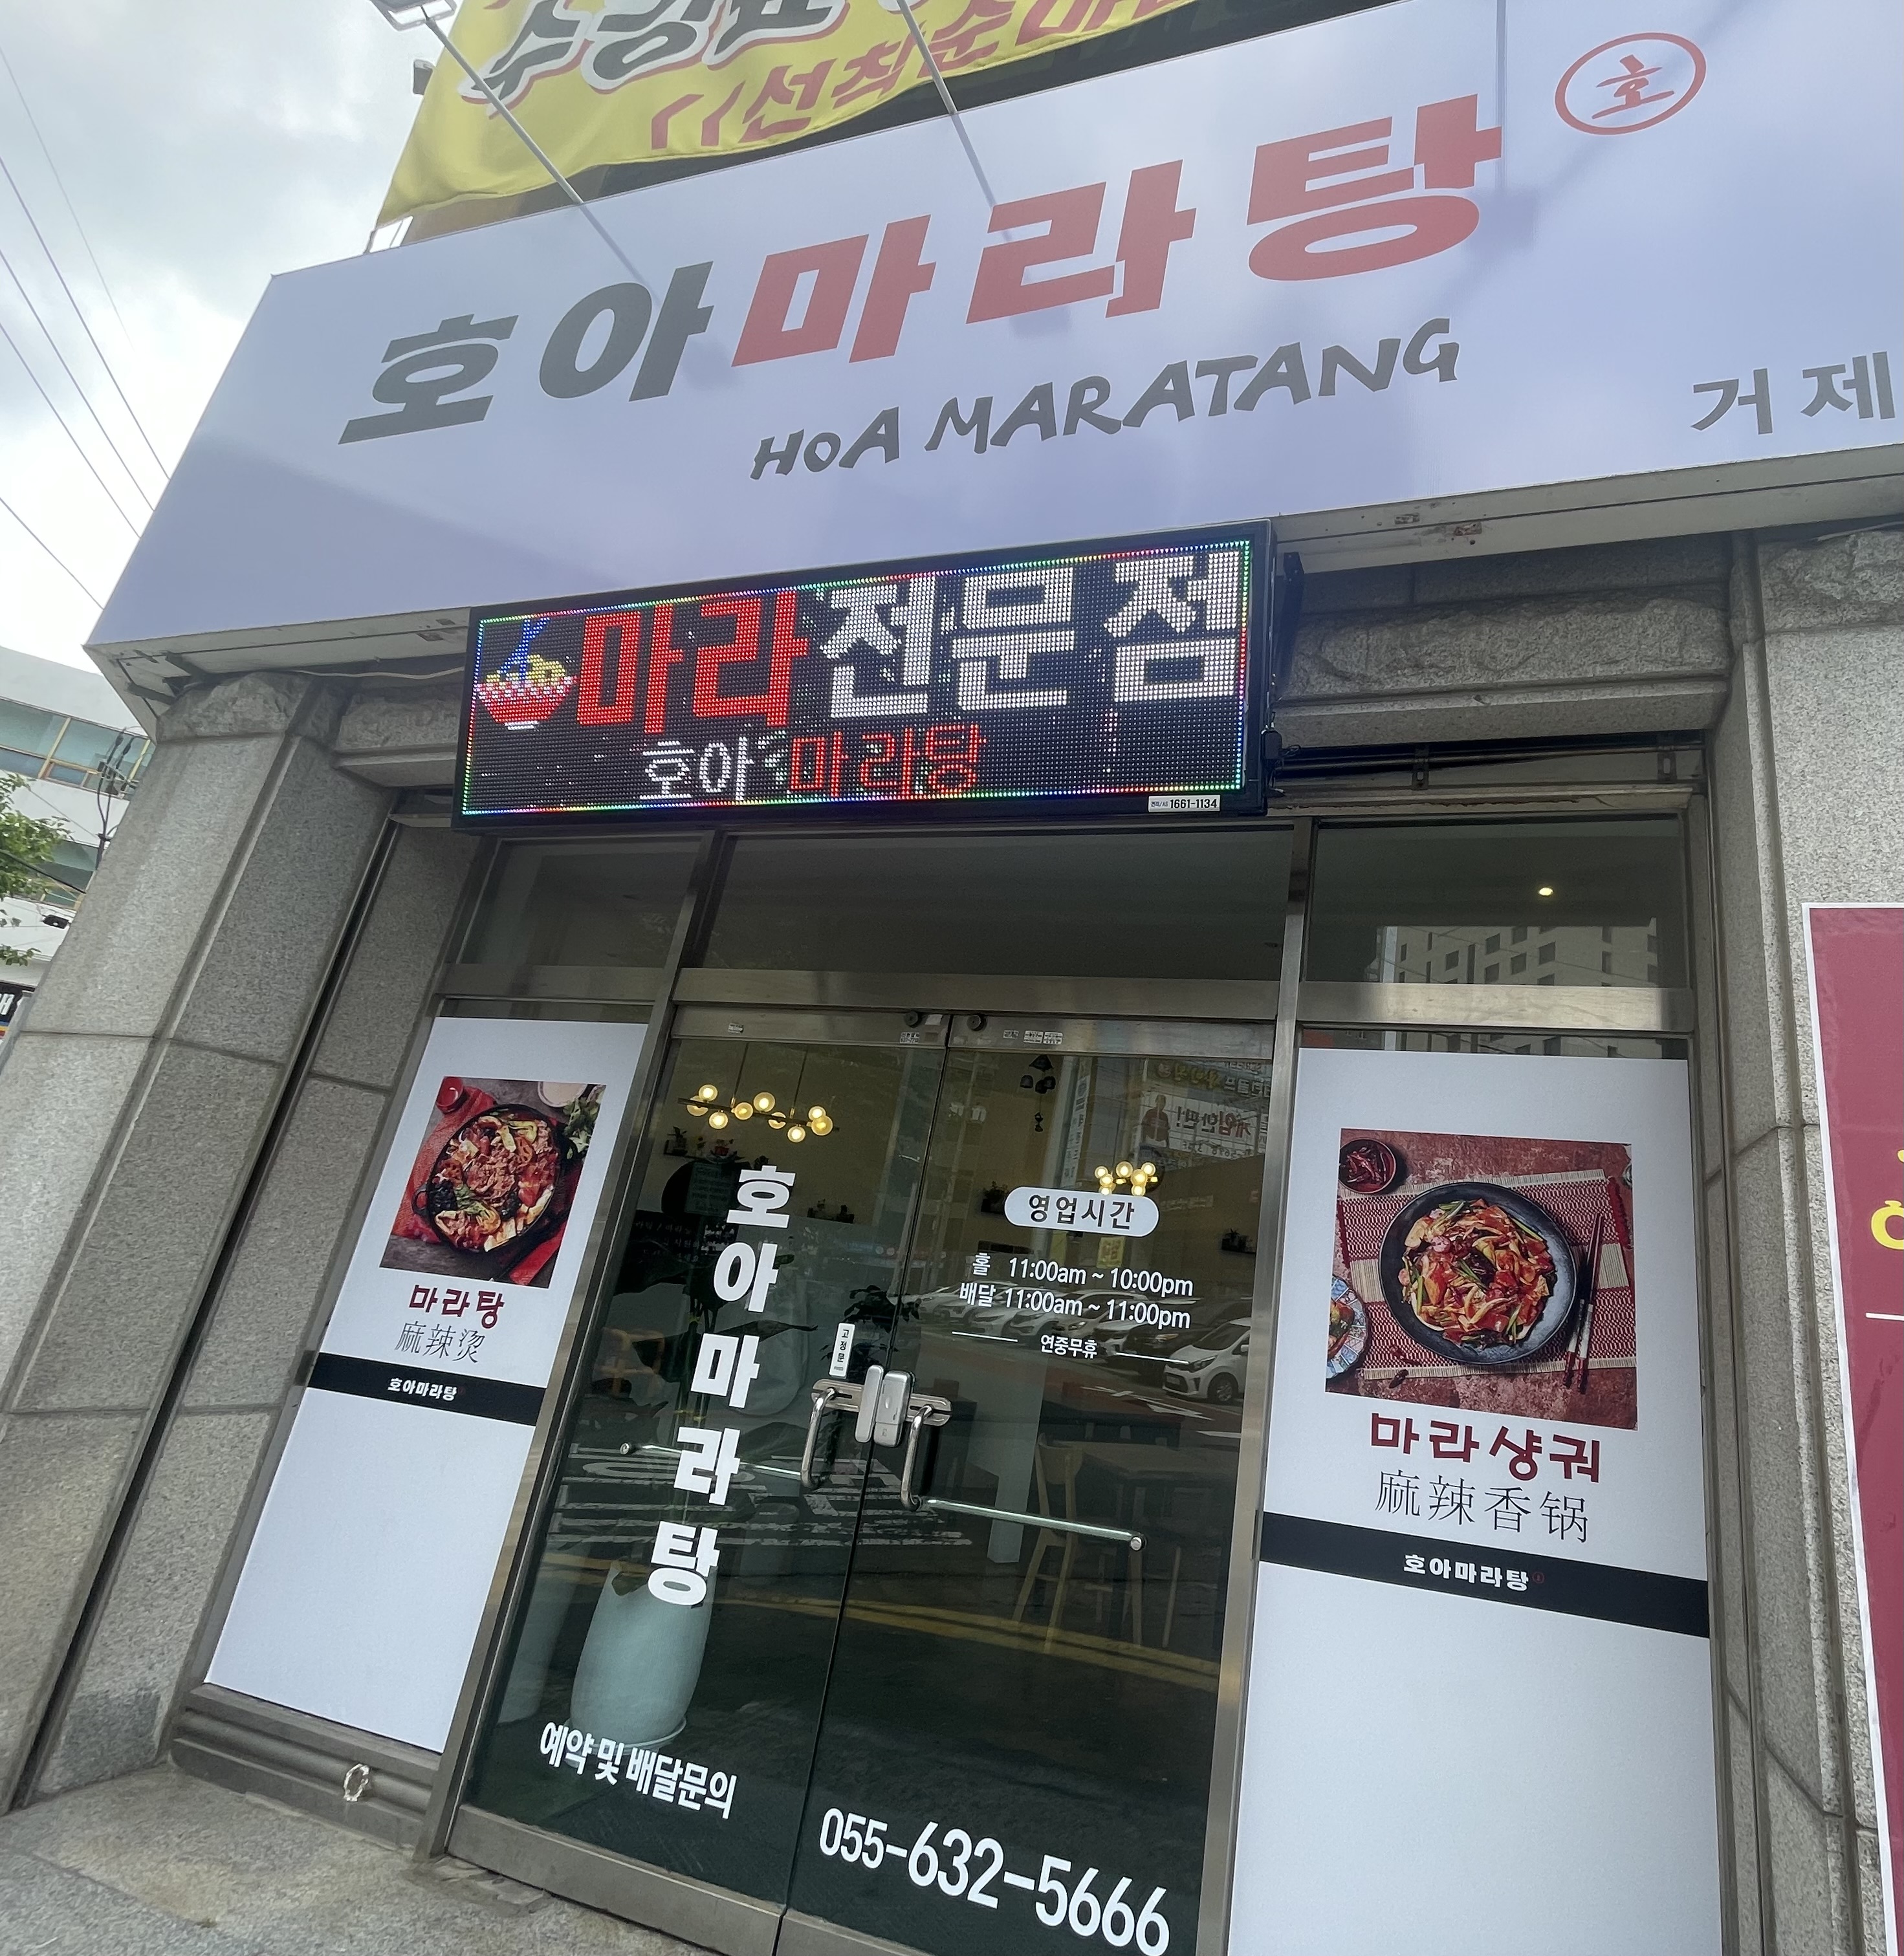 선착순
호
호아마라탕
HOA MARATANG
거제
마라전문점
호아 마라탕
1661-1134
마라탕
麻辣烫
호아마라탕
호아마라탕
고정문
영업시간
홀 11:00am ~ 10:00pm
배달 11:00am ~ 11:00pm
연중무휴
마라샹궈
麻辣香锅
호아마라탕
예약 및 배달문의
055-632-5666